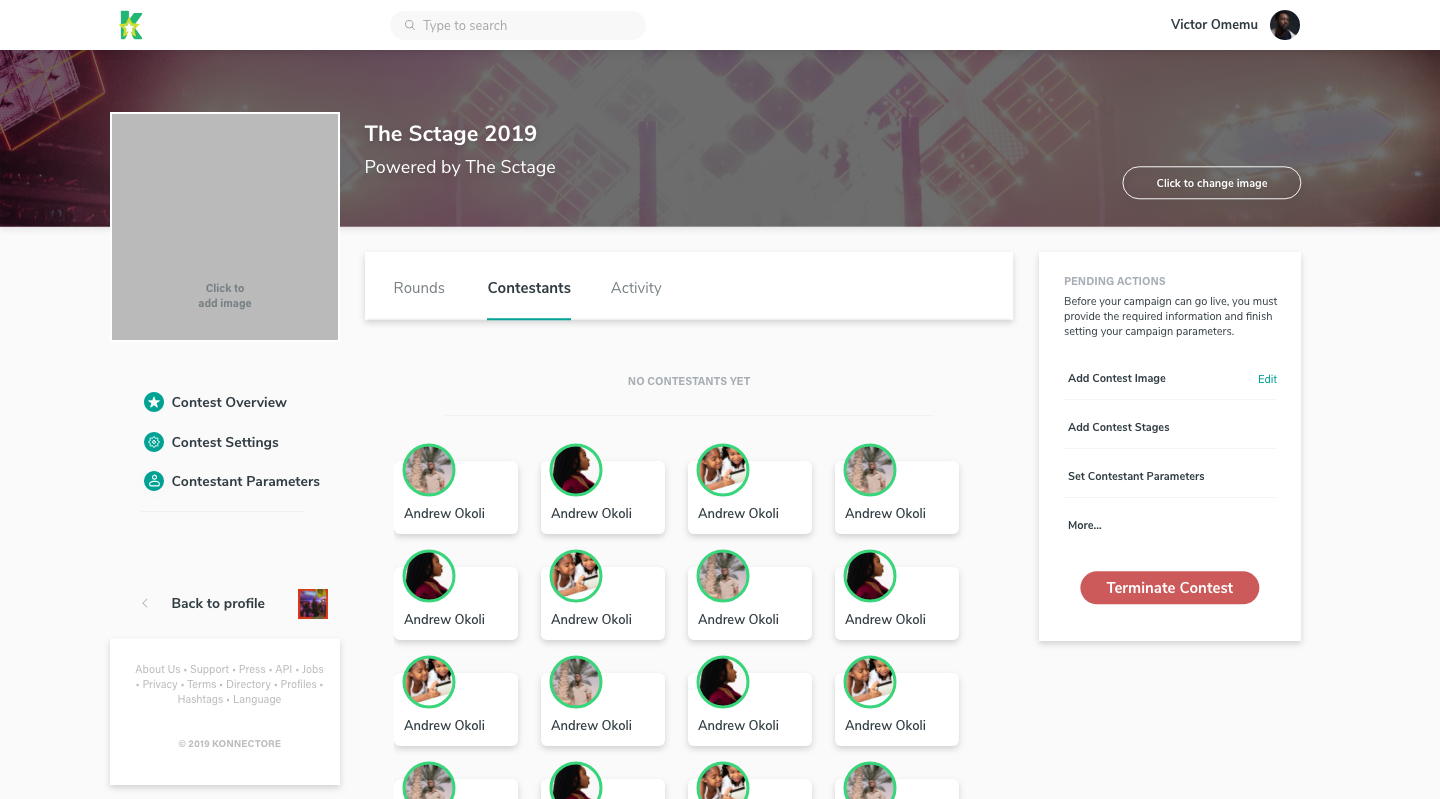 Type to search
Victor Omemu
The Sctage 2019
Powered by The Sctage
Click to change image
Click to
add image
Rounds
Contestants
Activity
NO CONTESTANTS YET
PENDING ACTIONS
Before your campaign can go live, you must
provide the required information and finish
setting your campaign parameters.
Add Contest Image
Edit
Add Contest Stages
Set Contestant Parameters
More...
Terminate Contest
Contest Overview
Contest Settings
Contestant Parameters
Back to profile
About Us • Support • Press • API • Jobs
• Privacy • Terms • Directory • Profiles •
Hashtags • Language
© 2019 KONNECTORE
Andrew Okoli
Andrew Okoli
Andrew Okoli
Andrew Okoli
Andrew Okoli
Andrew Okoli
Andrew Okoli
Andrew Okoli
Andrew Okoli
Andrew Okoli
Andrew Okoli
Andrew Okoli